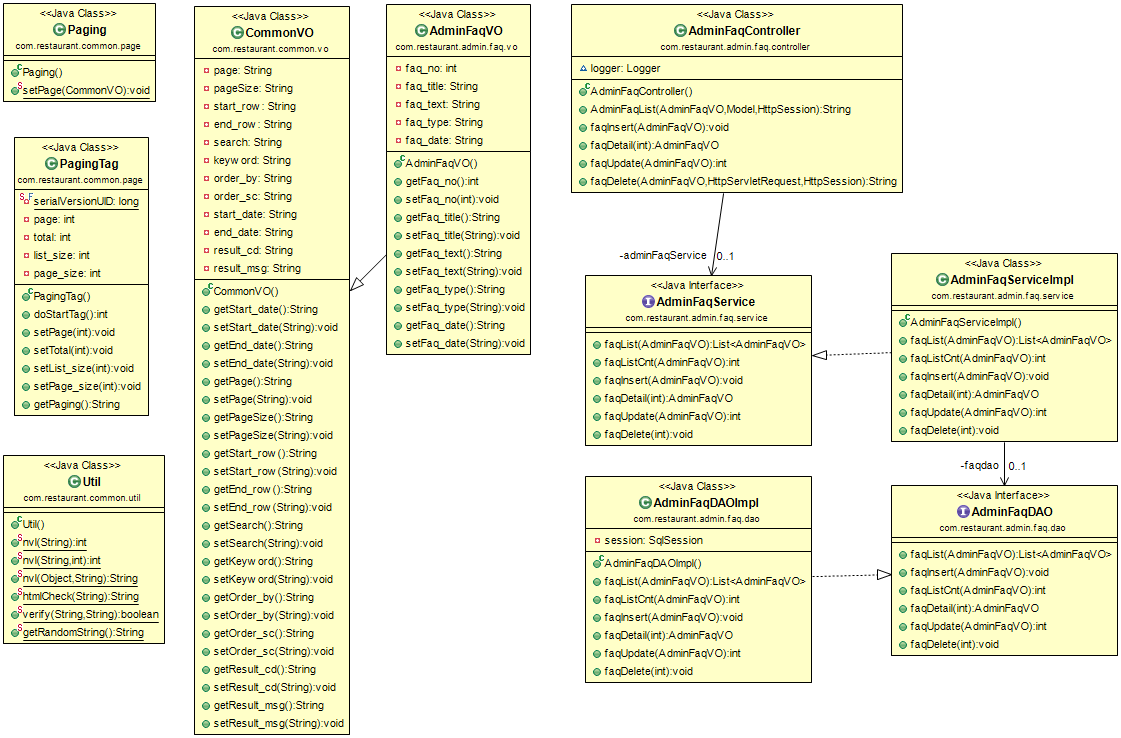 <<Java Class>>
Paging
com.restaurant.common.page
Paging()
setPage(CommonVO):void
<<Java Class>>
PagingTag
com.restaurant.common.page
serialVersionUID: long
page: int
total: int
list_size: int
page_size: int
PagingTag()
doStartTag():int
setPage(int):void
setTotal(int):void
setList_size(int):void
setPage_size(int):void
getPaging():String
<<Java Class>>
Util
com.restaurant.common.util
Util()
nvl(String):int
nvl(String,int):int
nvl(Object,String):String
htmlCheck(String):String
verify(String,String):boolean
getRandomString():String
<<Java Class>>
CommonVO
com.restaurant.common.vo
page: String
pageSize: String
start_row: String
end_row: String
search: String
keyword: String
order_by: String
order_sc: String
start_date: String
end_date: String
result_cd: String
result_msg: String
CommonVO()
getStart_date():String
setStart_date(String):void
getEnd_date():String
setEnd_date(String):void
getPage():String
setPage(String):void
getPageSize():String
setPageSize(String):void
getStart_row():String
setStart_row(String):void
getEnd_row():String
setEnd_row(String):void
getSearch():String
setSearch(String):void
getKeyword():String
setKeyword(String):void
getOrder_by():String
setOrder_by(String):void
getOrder_sc():String
setOrder_sc(String):void
getResult_cd():String
setResult_cd(String):void
getResult_msg():String
setResult_msg(String):void
<<Java Class>>
AdminFaqVO
com.restaurant.admin.faq.vo
faq_no: int
faq_title: String
faq_text: String
faq_type: String
faq_date: String
AdminFaqVO()
getFaq_no():int
setFaq_no(int):void
getFaq_title():String
setFaq_title(String):void
getFaq_text():String
setFaq_text(String):void
getFaq_type():String
setFaq_type(String):void
getFaq_date():String
setFaq_date(String):void
<<Java Class>>
AdminFaqController
com.restaurant.admin.faq.controller
logger: Logger
AdminFaqController()
AdminFaqList(AdminFaqVO,Model,HttpSession):String
faqInsert(AdminFaqVO):void
faqDetail(int):AdminFaqVO
faqUpdate(AdminFaqVO):int
faqDelete(AdminFaqVO,HttpServletRequest,HttpSession):String
-adminFaqService 0..1
<<Java Interface>>
AdminFaqService
com.restaurant.admin.faq.service
faqList(AdminFaqVO):List<AdminFaqVO>
faqListCnt(AdminFaqVO):int
faqInsert(AdminFaqVO):void
faqDetail(int):AdminFaqVO
faqUpdate(AdminFaqVO):int
faqDelete(int):void
<<Java Class>>
AdminFaqServiceImpl
com.restaurant.admin.faq.service
AdminFaqServiceImpl()
faqList(AdminFaqVO):List<AdminFaqVO>
faqListCnt(AdminFaqVO):int
faqInsert(AdminFaqVO):void
faqDetail(int):AdminFaqVO
faqUpdate(AdminFaqVO):int
faqDelete(int):void
-faqdao 0..1
<<Java Class>>
AdminFaqDAOImpl
com.restaurant.admin.faq.dao
session: SqlSession
AdminFaqDAOImpl()
faqList(AdminFaqVO):List<AdminFaqVO>
faqListCnt(AdminFaqVO):int
faqInsert(AdminFaqVO):void
faqDetail(int):AdminFaqVO
faqUpdate(AdminFaqVO):int
faqDelete(int):void
<<Java Interface>>
AdminFaqDAO
com.restaurant.admin.faq.dao
faqList(AdminFaqVO):List<AdminFaqVO>
faqInsert(AdminFaqVO):void
faqListCnt(AdminFaqVO):int
faqDetail(int):AdminFaqVO
faqUpdate(AdminFaqVO):int
faqDelete(int):void